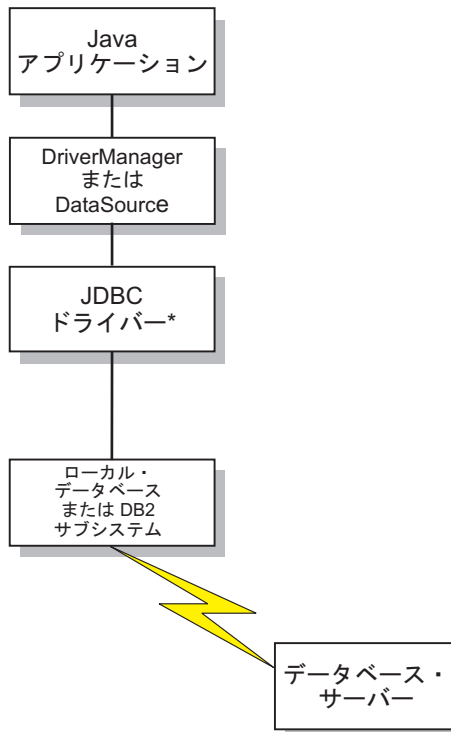 Java
アプリケーション
DriverManager
または
DataSource
JDBC
ドライバー*
ローカル・
データベース
または DB2
サブシステム
データベース・
サーバー